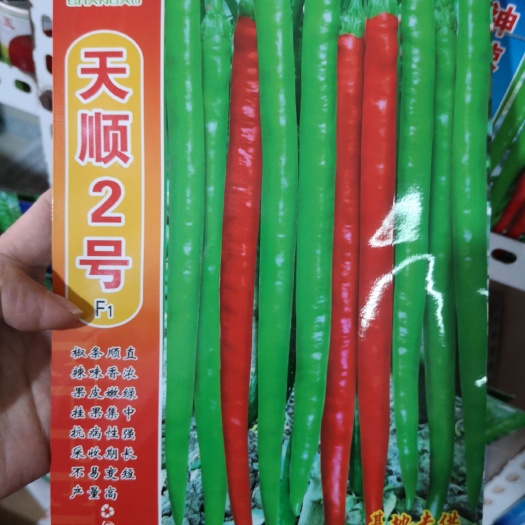 天顺2号
F1
椒条顺直
辣味香浓
果皮嫩绿
挂果集中
抗病性强
采收期长
不易变短
产量高